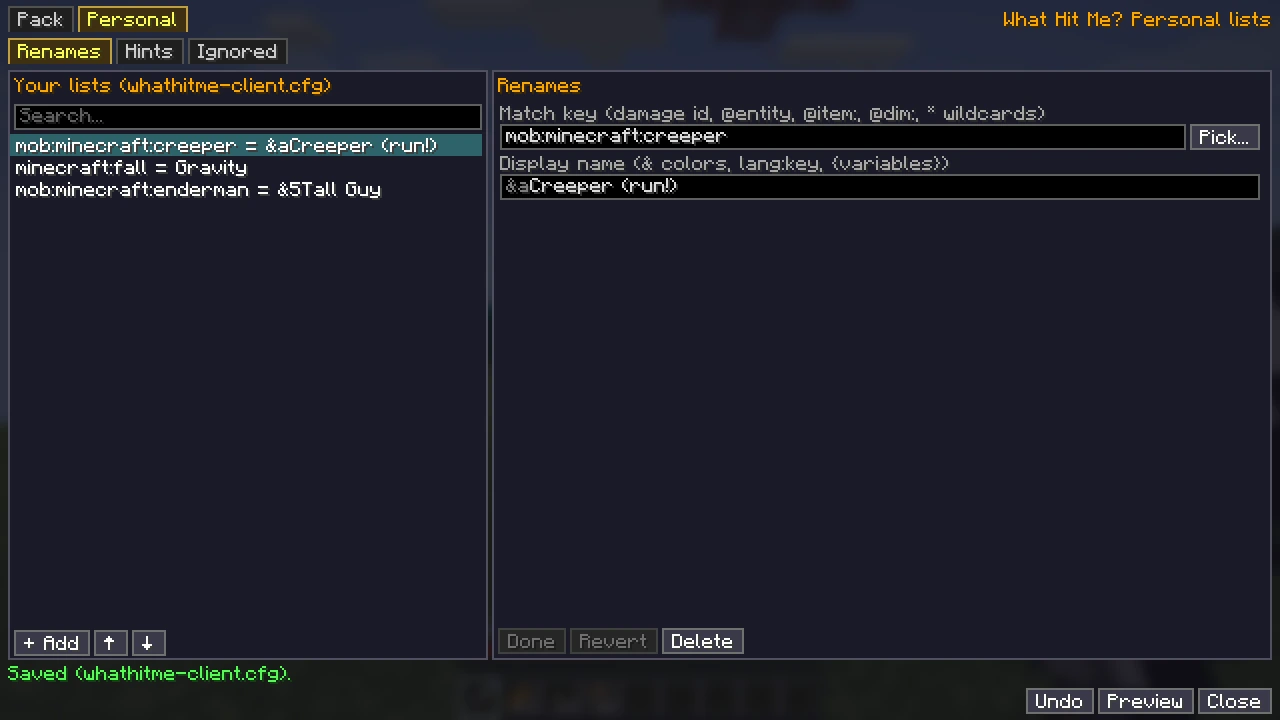 Pack Personal What Hit Me? Personal lists
Renames Hints Ignored
Your lists (whathitme-client.cfg)
Search...
mob:minecraft:creeper = &aCreeper (run!)
minecraft:fall = Gravity
mob:minecraft:enderman = &5Tall Guy
+ Add ↑ ↓
Renames
Match key (damage id, @entity, @item:, @dim:, * wildcards)
mob:minecraft:creeper Pick...
Display name (& colors, lang:key, {variables})
&aCreeper (run!)
Done Revert Delete
Saved (whathitme-client.cfg).
Undo Preview Close